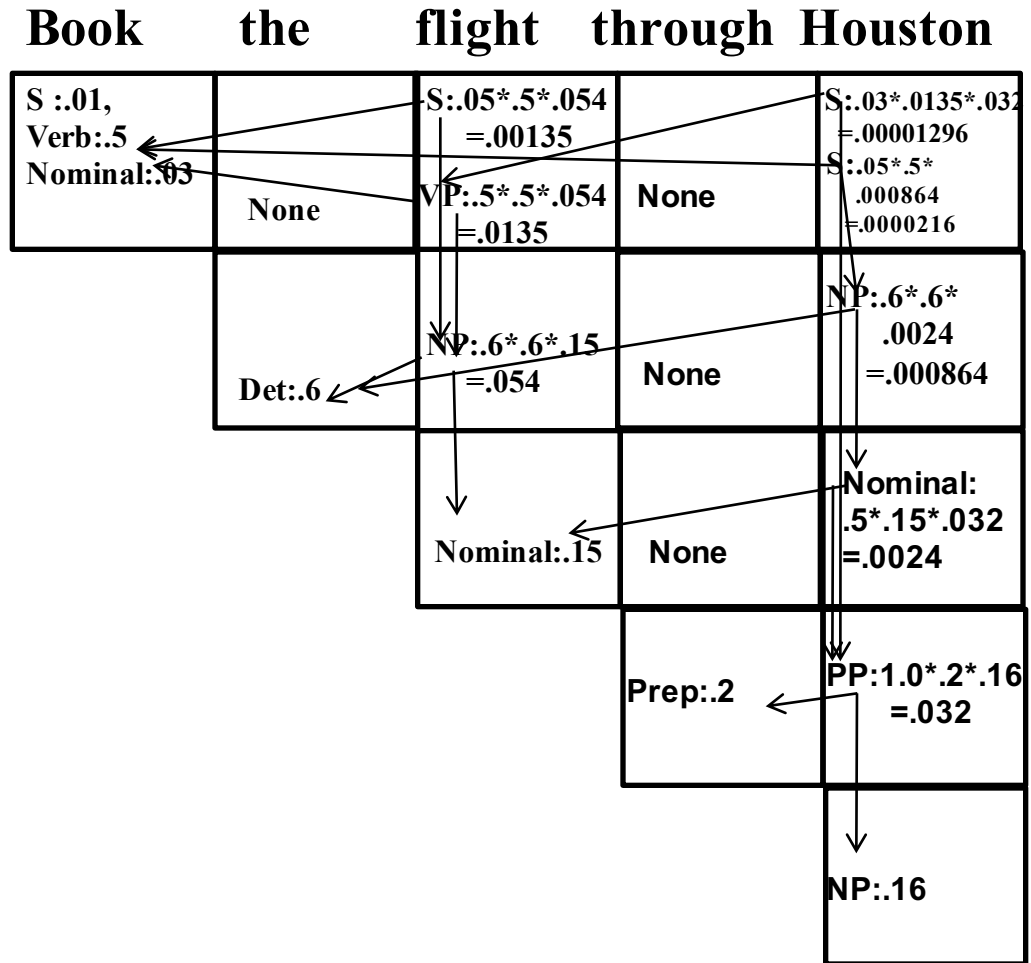 Book the flight through Houston
S :.01,
Verb:.5
Nominal:.03
None
S:.05*.5*.054
=.00135
VP:.5*.5*.054
=.0135
None
S:.03*.0135*.032
=.00001296
S:.05*.5*
.000864
=.0000216
Det:.6
NP:.6*.6*.15
=.054
None
NP:.6*.6*
.0024
=.000864
Nominal:.15
None
Nominal:
.5*.15*.032
=.0024
Prep:.2
PP:1.0*.2*.16
=.032
NP:.16